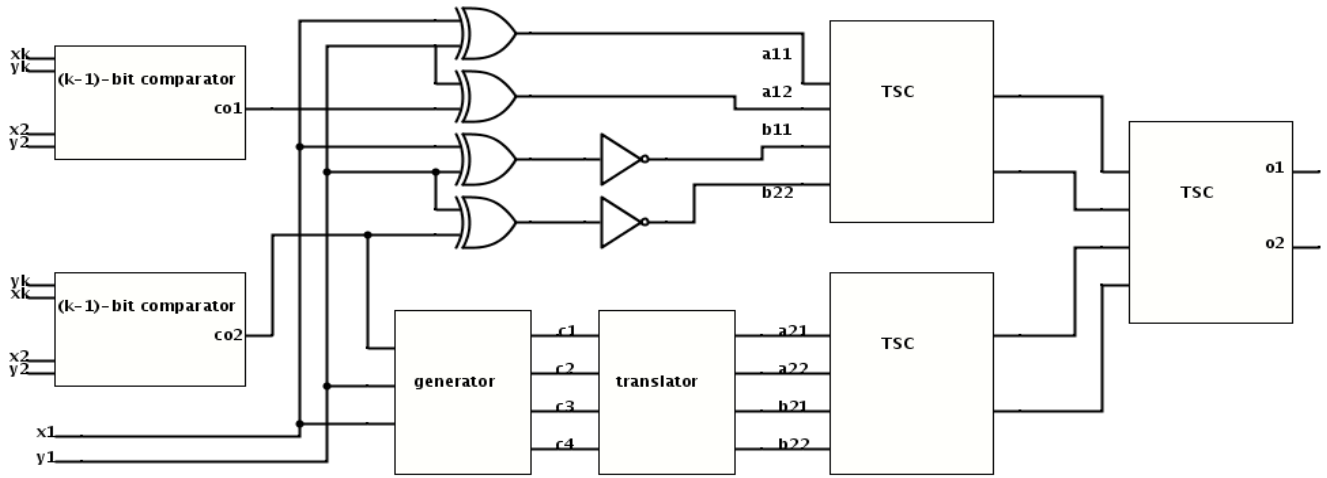 a11
xk
yk
(k-1)-bit comparator
a12
TSC
co1
b11
x2
y2
o1
TSC
b22
o2
yk
xk
(k-1)-bit comparator
co2
c1
a21
TSC
x2
y2
c2
a22
generator
translator
c3
b21
x1
c4
b22
y1